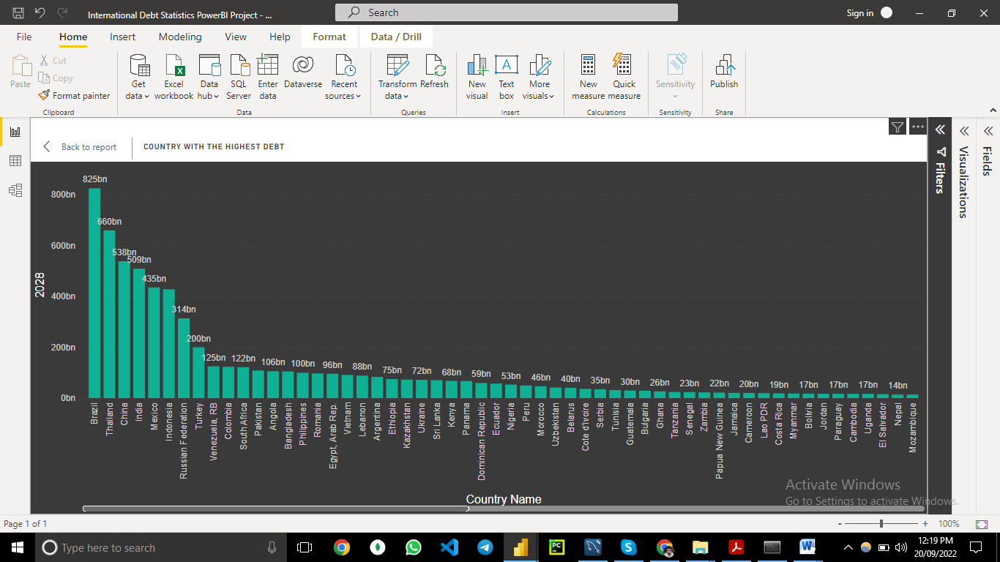 International Debt Statistics PowerBI Project - ...
Search
Sign in
File Home Insert Modeling View Help Format Data / Drill
Paste
Cut
Copy
Format painter
Clipboard
Get data
Excel workbook
Data hub
SQL Server
Enter data
Dataverse
Recent sources
Data
Transform data
Refresh
Queries
New visual
Text box
More visuals
Insert
New measure
Quick measure
Calculations
Sensitivity
Sensitivity
Publish
Share
Back to report
COUNTRY WITH THE HIGHEST DEBT
Filters
Visualizations
Fields
2028
800bn
600bn
400bn
200bn
0bn
825bn
660bn
538bn
509bn
435bn
314bn
200bn
125bn
122bn
106bn
100bn
96bn
88bn
75bn
72bn
68bn
59bn
53bn
46bn
40bn
35bn
30bn
26bn
23bn
22bn
20bn
19bn
17bn
17bn
17bn
14bn
Brazil
Thailand
China
India
Mexico
Indonesia
Russian Federation
Turkey
Venezuela, RB
Colombia
South Africa
Pakistan
Angola
Bangladesh
Philippines
Romania
Egypt, Arab Rep.
Vietnam
Lebanon
Argentina
Ethiopia
Kazakhstan
Ukraine
Sri Lanka
Kenya
Panama
Dominican Republic
Ecuador
Nigeria
Peru
Morocco
Uzbekistan
Belarus
Cote d'Ivoire
Serbia
Tunisia
Guatemala
Bulgaria
Ghana
Tanzania
Senegal
Zambia
Papua New Guinea
Jamaica
Cameroon
Lao PDR
Costa Rica
Myanmar
Bolivia
Jordan
Paraguay
Cambodia
Uganda
El Salvador
Nepal
Mozambique
Country Name
Activate Windows
Go to Settings to activate Windows.
Page 1 of 1
- + 100%
Type here to search
12:19 PM
20/09/2022